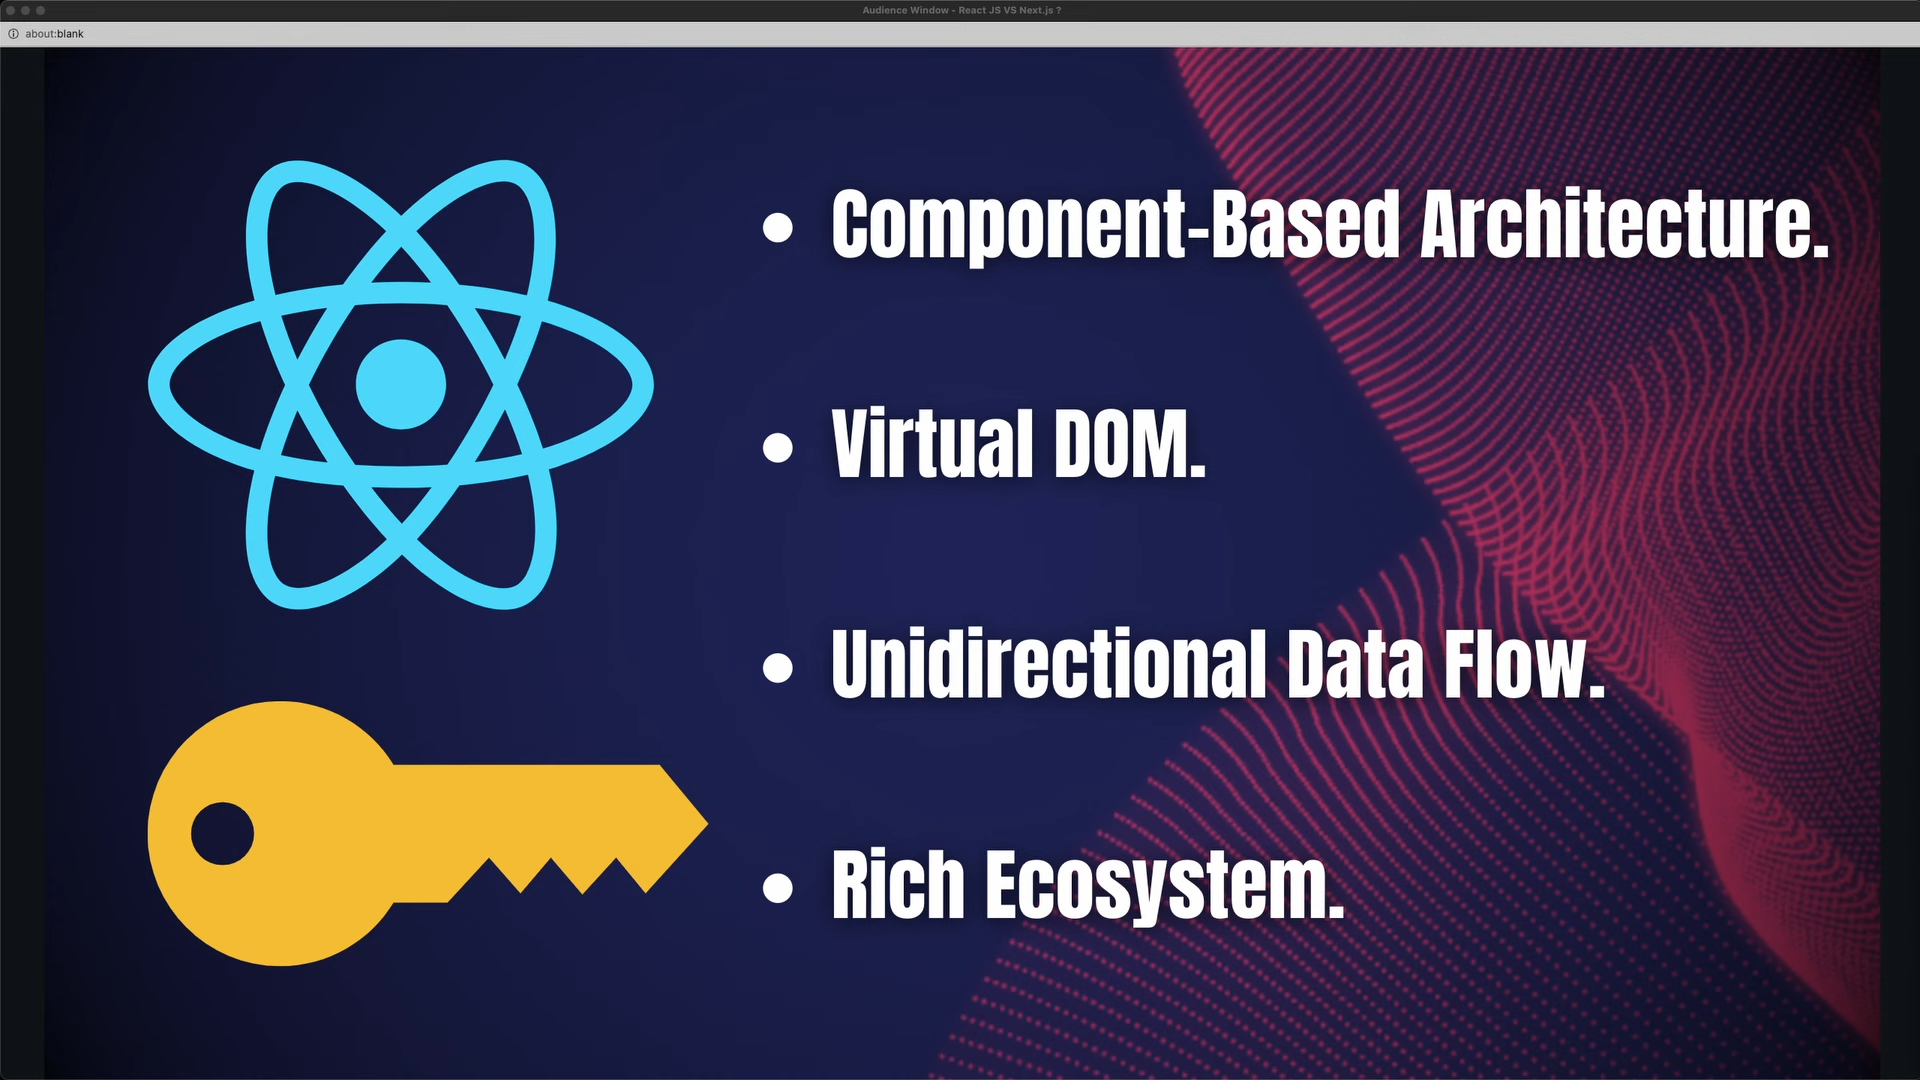 Audience Window - React JS VS Next.js ?
about:blank
• Component-Based Architecture.
• Virtual DOM.
• Unidirectional Data Flow.
• Rich Ecosystem.